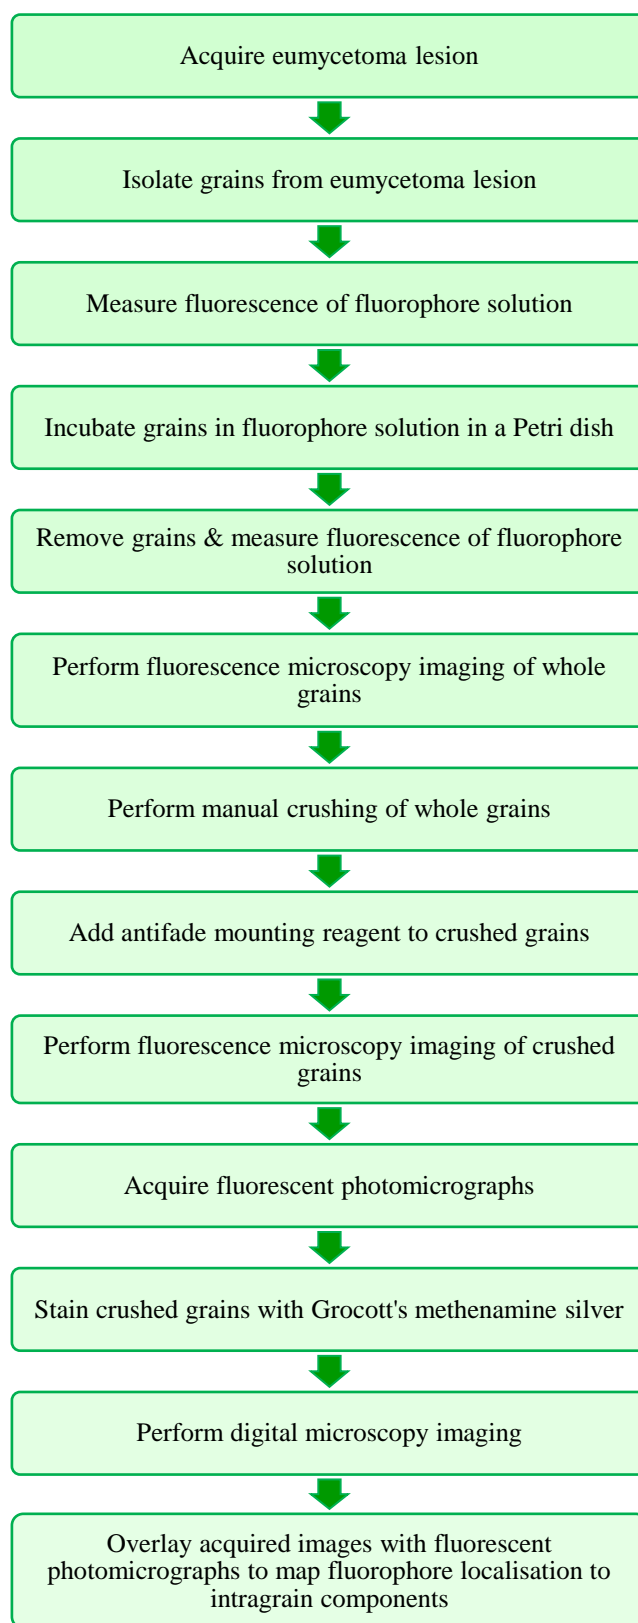 Acquire eumycetoma lesion
Isolate grains from eumycetoma lesion
Measure fluorescence of fluorophore solution
Incubate grains in fluorophore solution in a Petri dish
Remove grains & measure fluorescence of fluorophore
solution
Perform fluorescence microscopy imaging of whole
grains
Perform manual crushing of whole grains
Add antifade mounting reagent to crushed grains
Perform fluorescence microscopy imaging of crushed
grains
Acquire fluorescent photomicrographs
Stain crushed grains with Grocott's methenamine silver
Perform digital microscopy imaging
Overlay acquired images with fluorescent
photomicrographs to map fluorophore localisation to
intragrain components